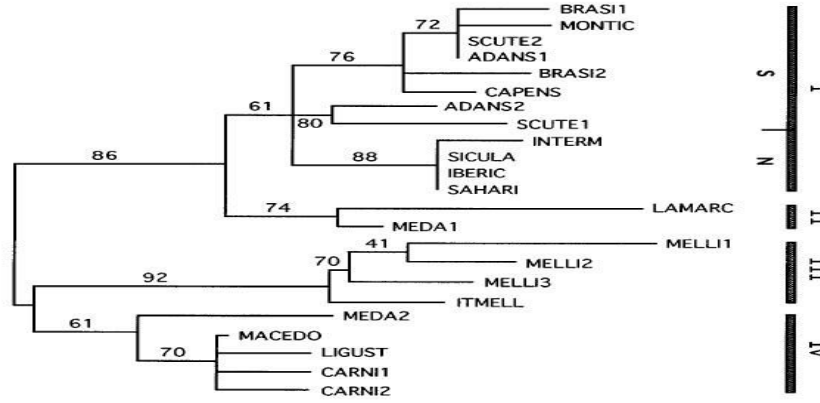 BRASI1
72
MONTIC
SCUTE2
76
ADANS1
BRASI2
S
CAPENS
I
61
ADANS2
80
SCUTE1
INTERM
88
SICULA
N
86
IBERIC
SAHARI
74
LAMARC
II
MEDA1
41
MELLI1
70
MELLI2
III
92
MELLI3
ITMELL
61
MEDA2
MACEDO
70
LIGUST
IV
CARNI1
CARNI2